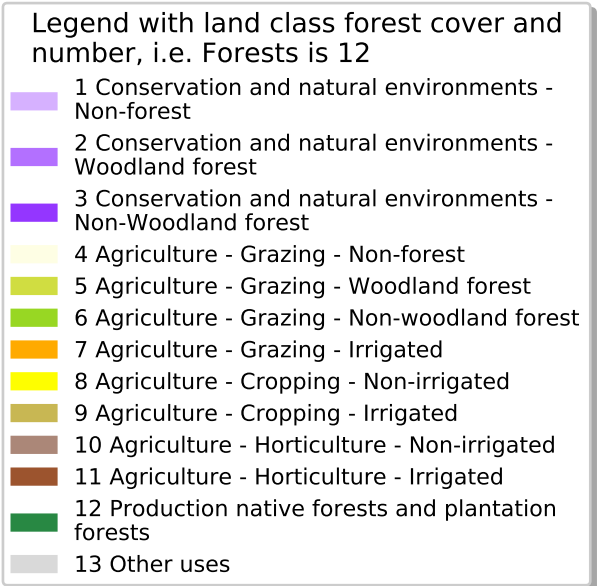 Legend with land class forest cover and
number, i.e. Forests is 12
1 Conservation and natural environments -
Non-forest
2 Conservation and natural environments -
Woodland forest
3 Conservation and natural environments -
Non-Woodland forest
4 Agriculture - Grazing - Non-forest
5 Agriculture - Grazing - Woodland forest
6 Agriculture - Grazing - Non-woodland forest
7 Agriculture - Grazing - Irrigated
8 Agriculture - Cropping - Non-irrigated
9 Agriculture - Cropping - Irrigated
10 Agriculture - Horticulture - Non-irrigated
11 Agriculture - Horticulture - Irrigated
12 Production native forests and plantation
forests
13 Other uses